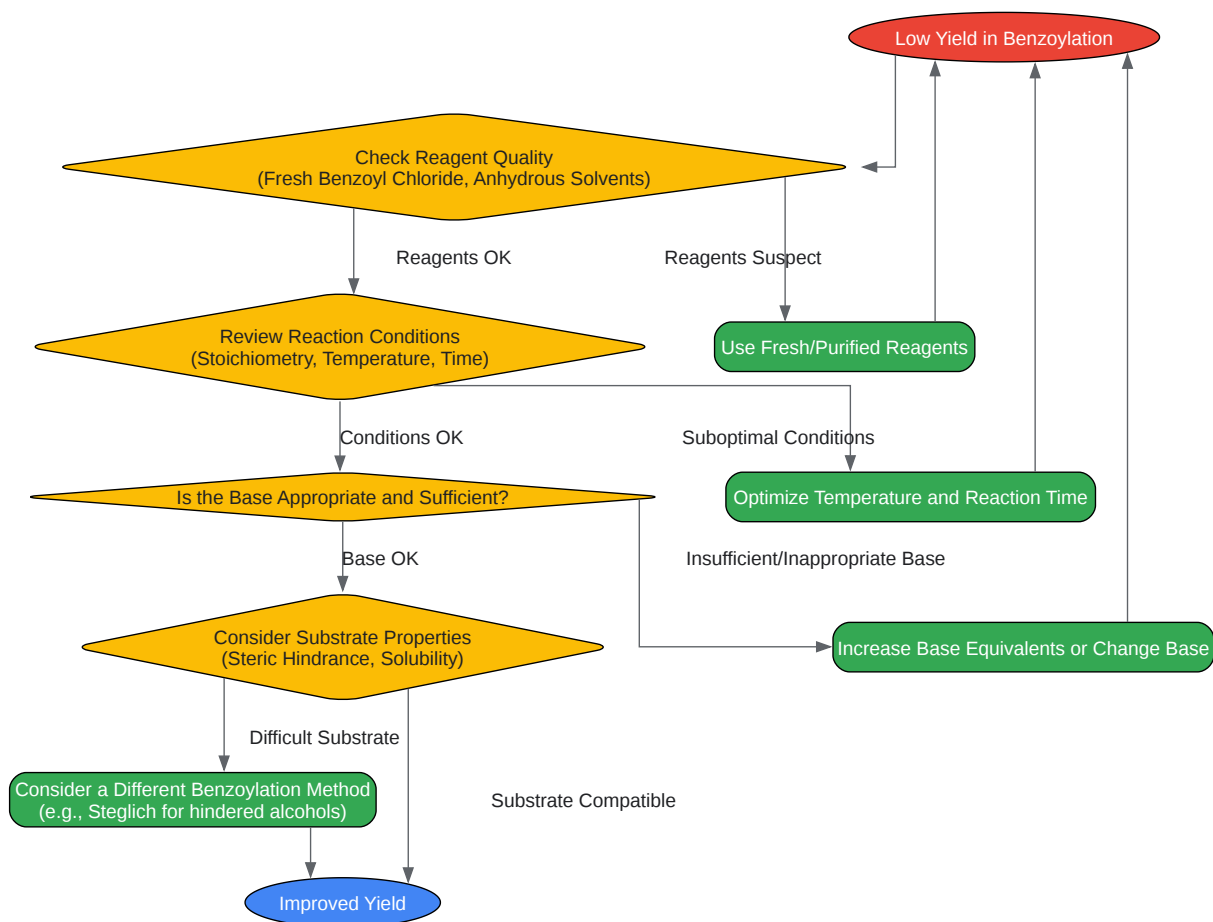 Low Yield in Benzoylation
Check Reagent Quality
(Fresh Benzoyl Chloride, Anhydrous Solvents)
Reagents OK
Reagents Suspect
Review Reaction Conditions
(Stoichiometry, Temperature, Time)
Use Fresh/Purified Reagents
Conditions OK
Suboptimal Conditions
Is the Base Appropriate and Sufficient?
Optimize Temperature and Reaction Time
Base OK
Insufficient/Inappropriate Base
Consider Substrate Properties
(Steric Hindrance, Solubility)
Increase Base Equivalents or Change Base
Difficult Substrate
Consider a Different Benzoylation Method
(e.g., Steglich for hindered alcohols)
Substrate Compatible
Improved Yield